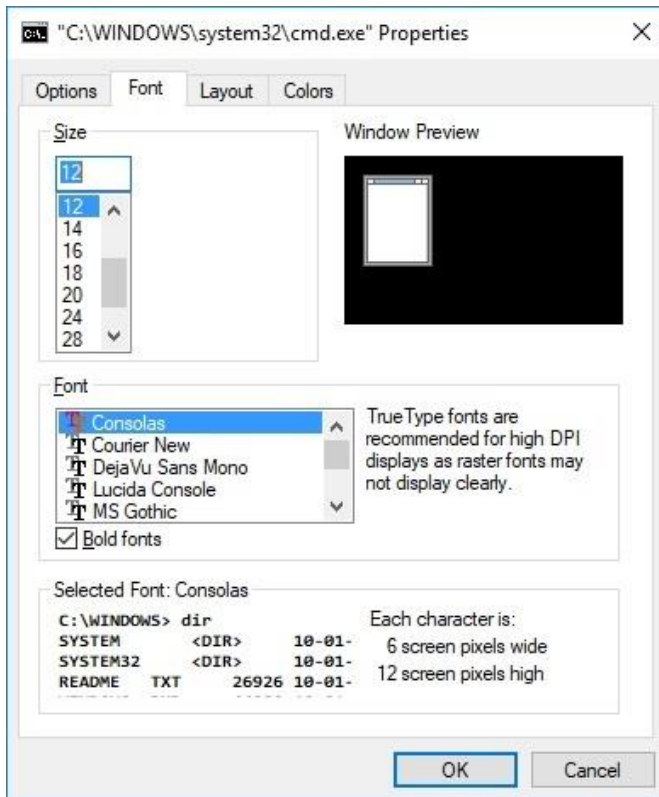 "C:\WINDOWS\system32\cmd.exe" Properties
Options Font Layout Colors
Size
12
12
14
16
18
20
24
28
Window Preview
Font
Consolas
Courier New
DejaVu Sans Mono
Lucida Console
MS Gothic
TrueType fonts are
recommended for high DPI
displays as raster fonts may
not display clearly.
Bold fonts
Selected Font: Consolas
C:\WINDOWS> dir
SYSTEM <DIR> 10-01-
SYSTEM32 <DIR> 10-01-
README TXT 26926 10-01-
Each character is:
6 screen pixels wide
12 screen pixels high
OK Cancel